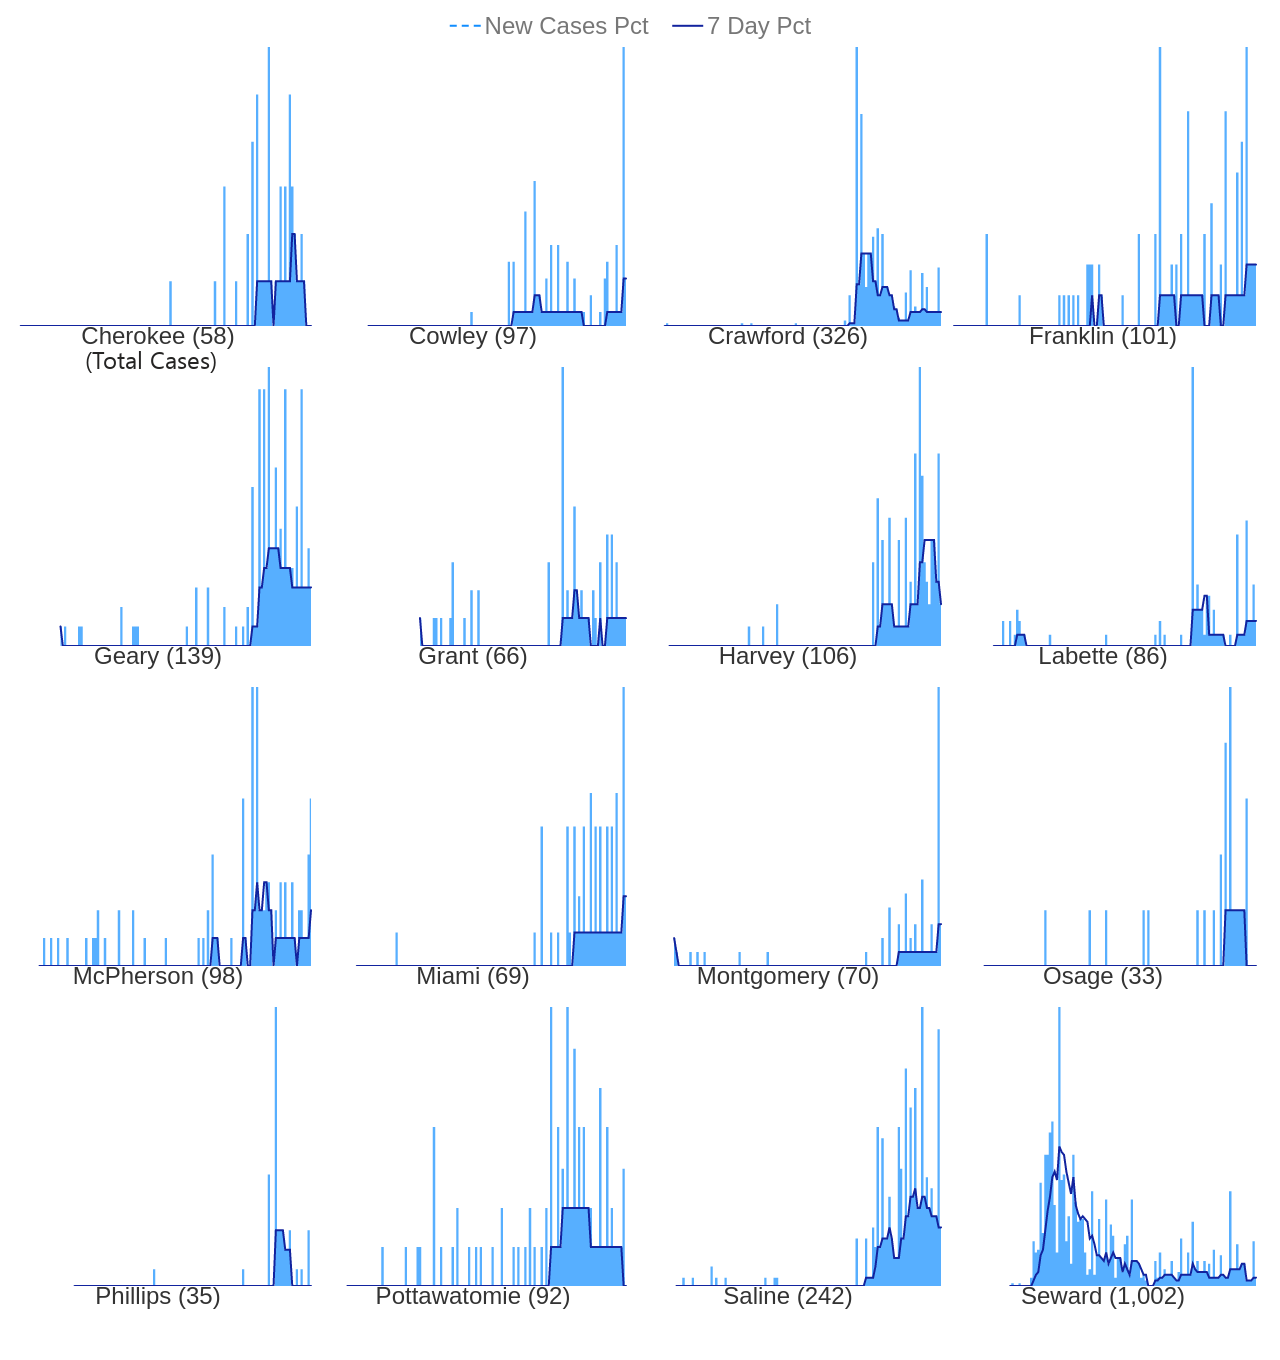 New Cases Pct 7 Day Pct
Cherokee (58) Cowley (97) Crawford (326) Franklin (101)
(Total Cases)
Geary (139) Grant (66) Harvey (106) Labette (86)
McPherson (98) Miami (69) Montgomery (70) Osage (33)
Phillips (35) Pottawatomie (92) Saline (242) Seward (1,002)